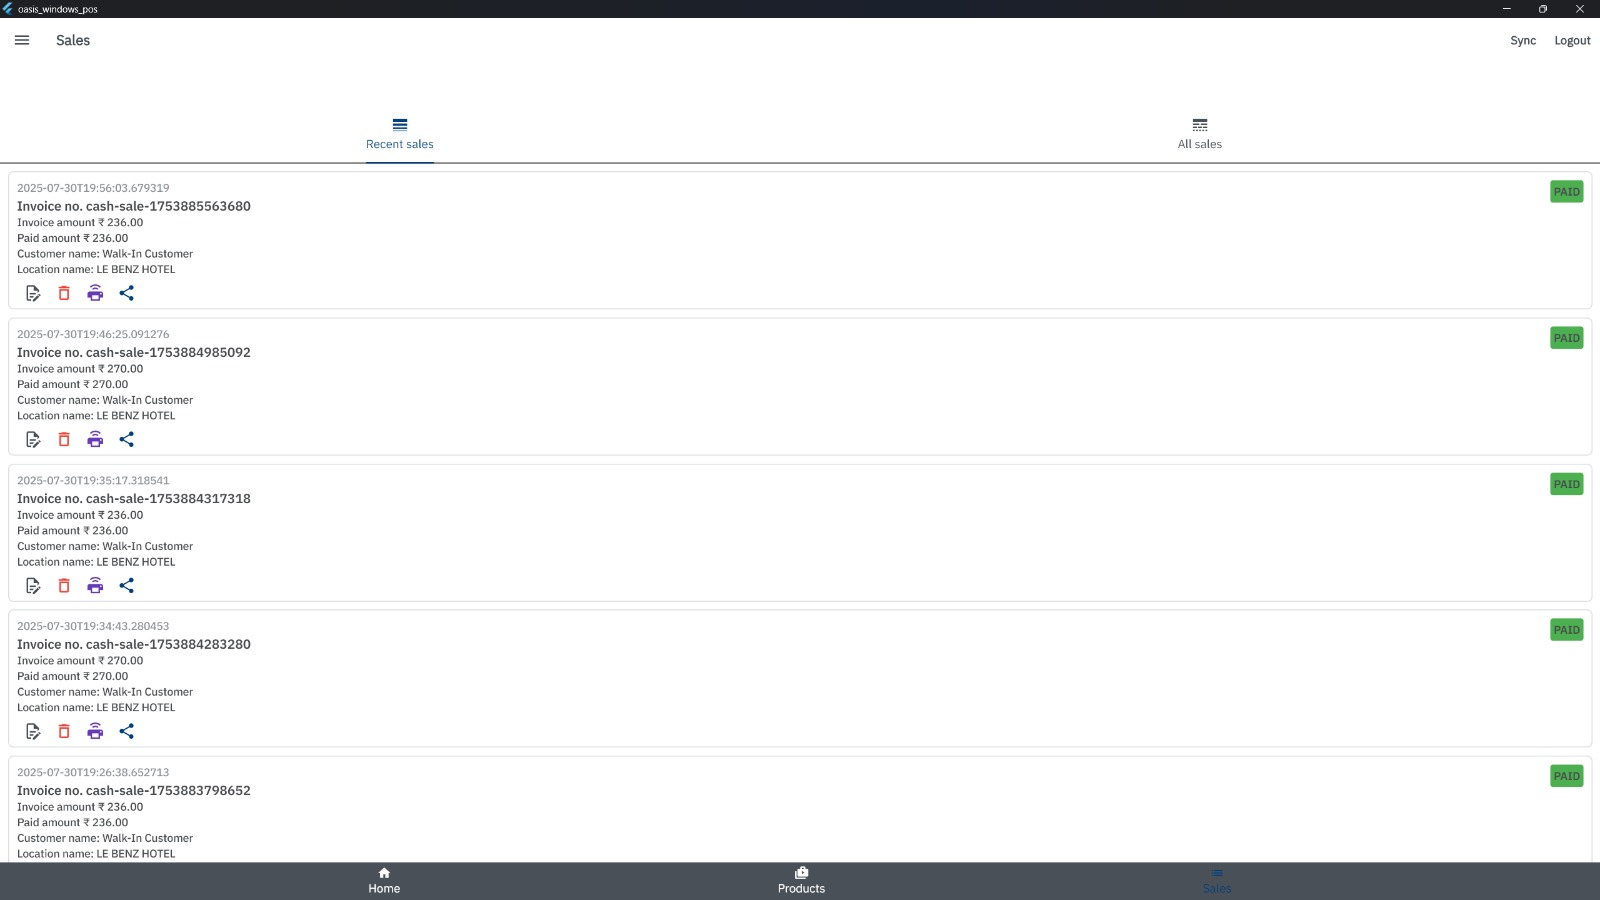 oasis_windows_pos
Sales
Sync
Logout
Recent sales
All sales
2025-07-30T19:56:03.679319
PAID
Invoice no. cash-sale-1753885563680
Invoice amount ₹ 236.00
Paid amount ₹ 236.00
Customer name: Walk-In Customer
Location name: LE BENZ HOTEL
2025-07-30T19:46:25.091276
PAID
Invoice no. cash-sale-1753884985092
Invoice amount ₹ 270.00
Paid amount ₹ 270.00
Customer name: Walk-In Customer
Location name: LE BENZ HOTEL
2025-07-30T19:35:17.318541
PAID
Invoice no. cash-sale-1753884317318
Invoice amount ₹ 236.00
Paid amount ₹ 236.00
Customer name: Walk-In Customer
Location name: LE BENZ HOTEL
2025-07-30T19:34:43.280453
PAID
Invoice no. cash-sale-1753884283280
Invoice amount ₹ 270.00
Paid amount ₹ 270.00
Customer name: Walk-In Customer
Location name: LE BENZ HOTEL
2025-07-30T19:26:38.652713
PAID
Invoice no. cash-sale-1753883798652
Invoice amount ₹ 236.00
Paid amount ₹ 236.00
Customer name: Walk-In Customer
Location name: LE BENZ HOTEL
Home
Products
Sales